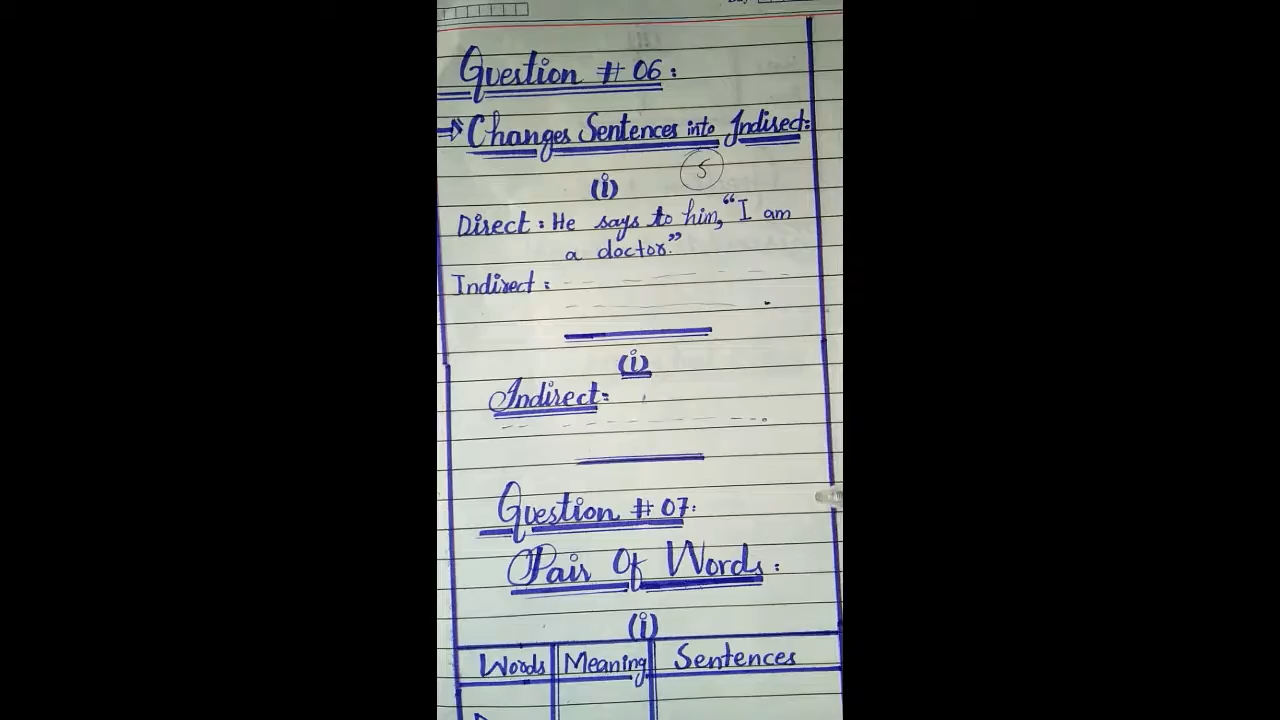 Question # 06:
⇒ Changes Sentences into Indirect:
5
(i)
Direct: He says to him, "I am
a doctor."
Indirect:
(i)
Indirect:
Question # 07:
Pair Of Words:
(i)
Words Meaning Sentences